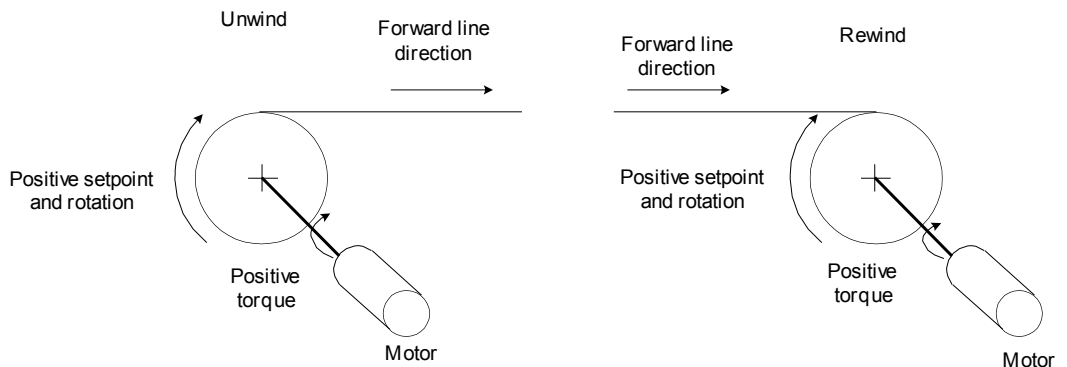 Unwind
Forward line
direction
Positive setpoint
and rotation
Positive
torque
Motor
Rewind
Forward line
direction
Positive setpoint
and rotation
Positive
torque
Motor